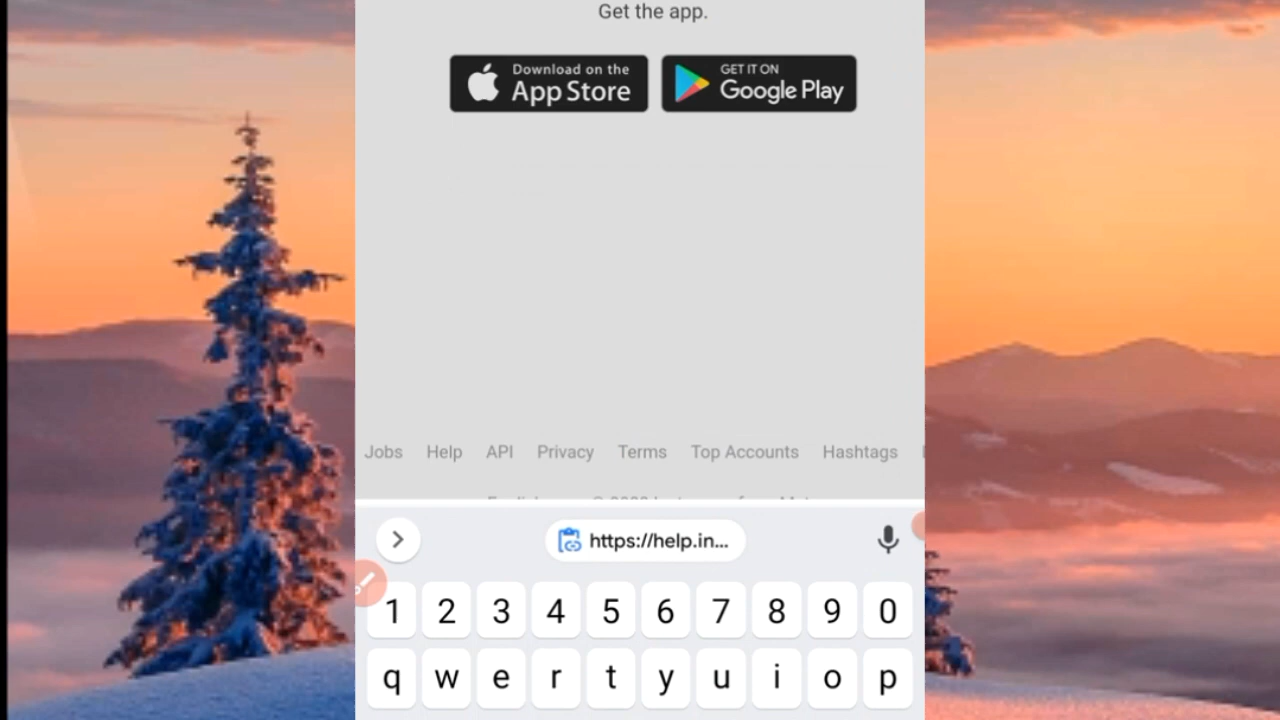 Get the app.
Download on the
App Store
GET IT ON
Google Play
Jobs Help API Privacy Terms Top Accounts Hashtags
https://help.in...
1 2 3 4 5 6 7 8 9 0
q w e r t y u i o p